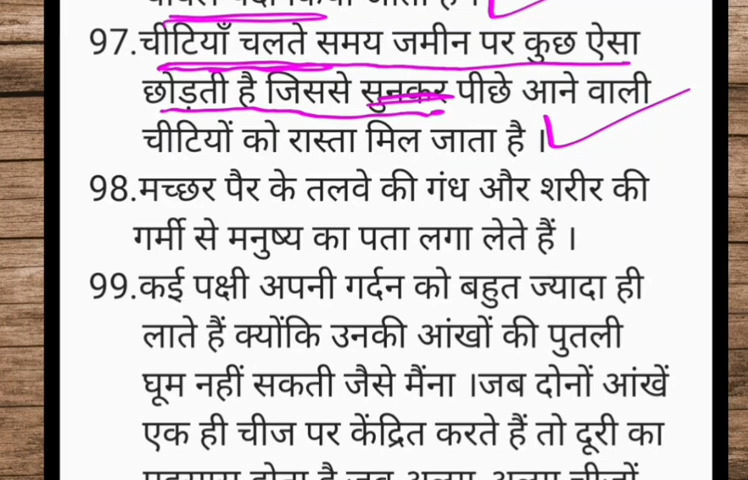 97.चीटियाँ चलते समय जमीन पर कुछ ऐसा
छोड़ती है जिससे सुनकर पीछे आने वाली
चीटियों को रास्ता मिल जाता है ।
98.मच्छर पैर के तलवे की गंध और शरीर की
गर्मी से मनुष्य का पता लगा लेते हैं ।
99.कई पक्षी अपनी गर्दन को बहुत ज्यादा ही
लाते हैं क्योंकि उनकी आंखों की पुतली
घूम नहीं सकती जैसे मैंना ।जब दोनों आंखें
एक ही चीज पर केंद्रित करते हैं तो दूरी का